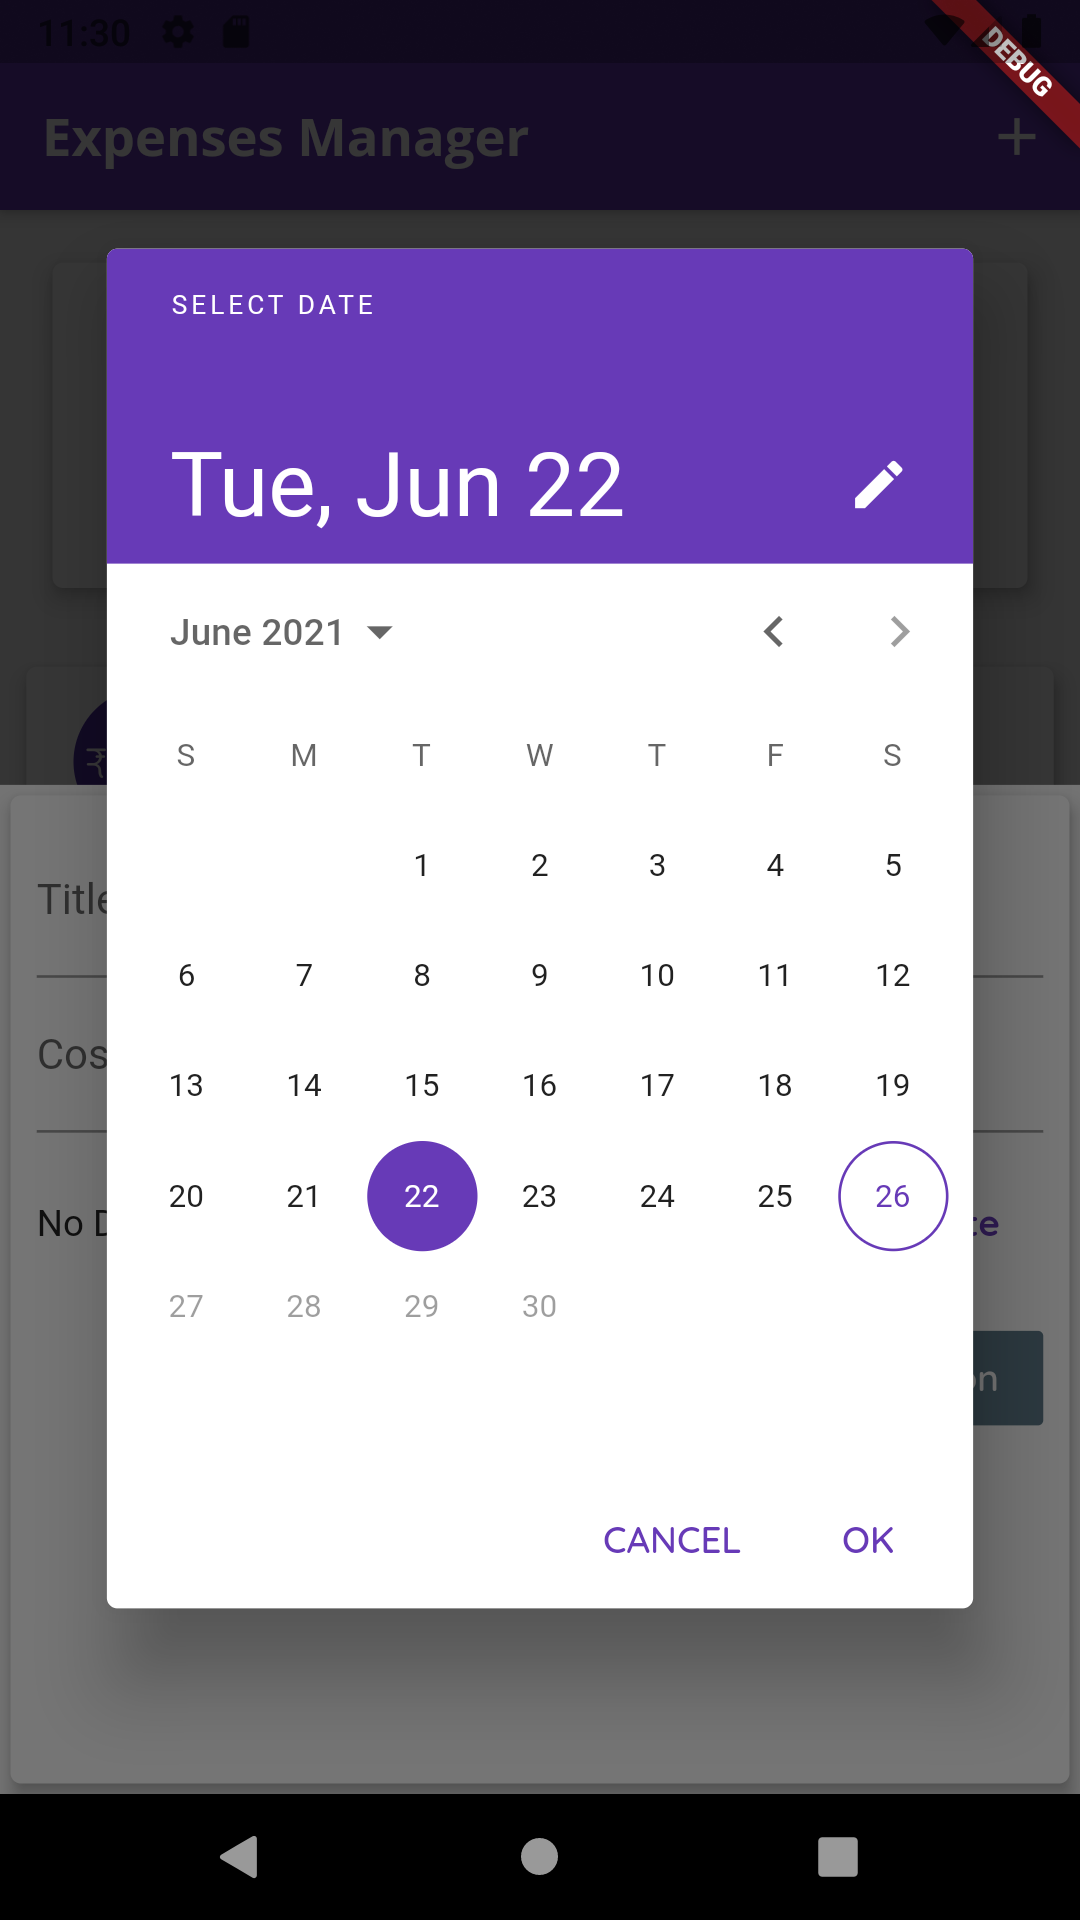 11:30
DEBUG
Expenses Manager
SELECT DATE
Tue, Jun 22
June 2021
S M T W T F S
₹
1 2 3 4 5
Title
6 7 8 9 10 11 12
Cos
13 14 15 16 17 18 19
20 21 22 23 24 25 26
No D te
27 28 29 30
on
CANCEL OK